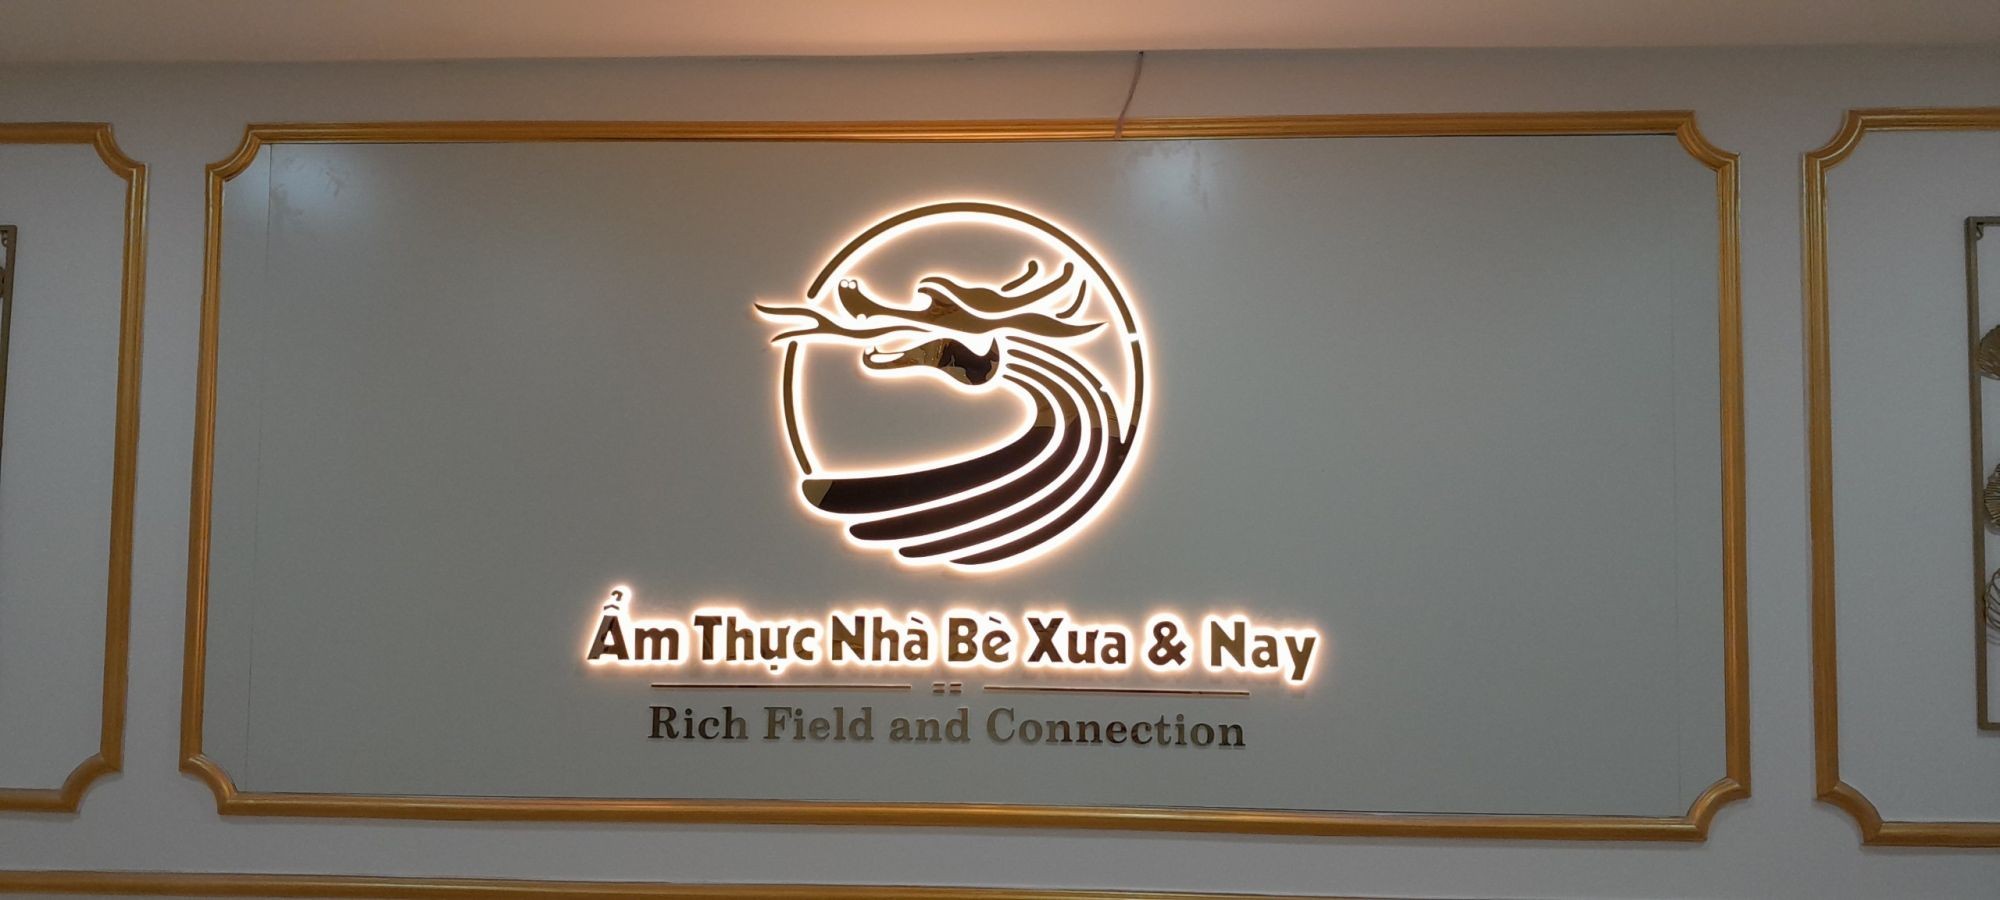 Ẩm Thực Nhà Bè Xưa & Nay
Rich Field and Connection